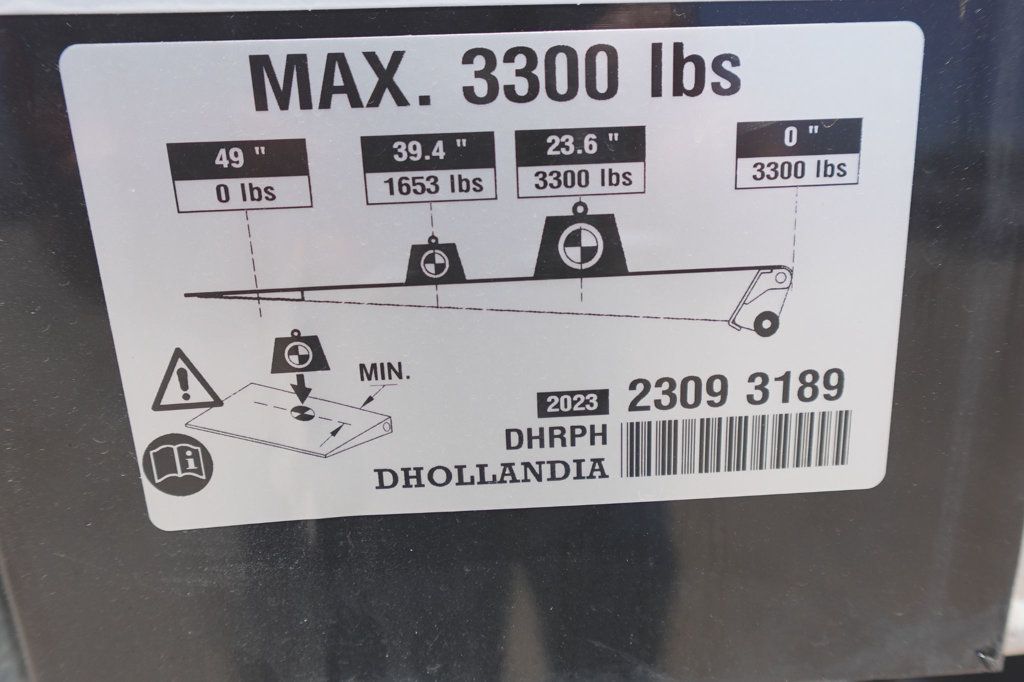 MAX. 3300 lbs
49 " 39.4 " 23.6 " 0 "
0 lbs 1653 lbs 3300 lbs 3300 lbs
MIN.
2023 2309 3189
DHRPH
DHOLLANDIA